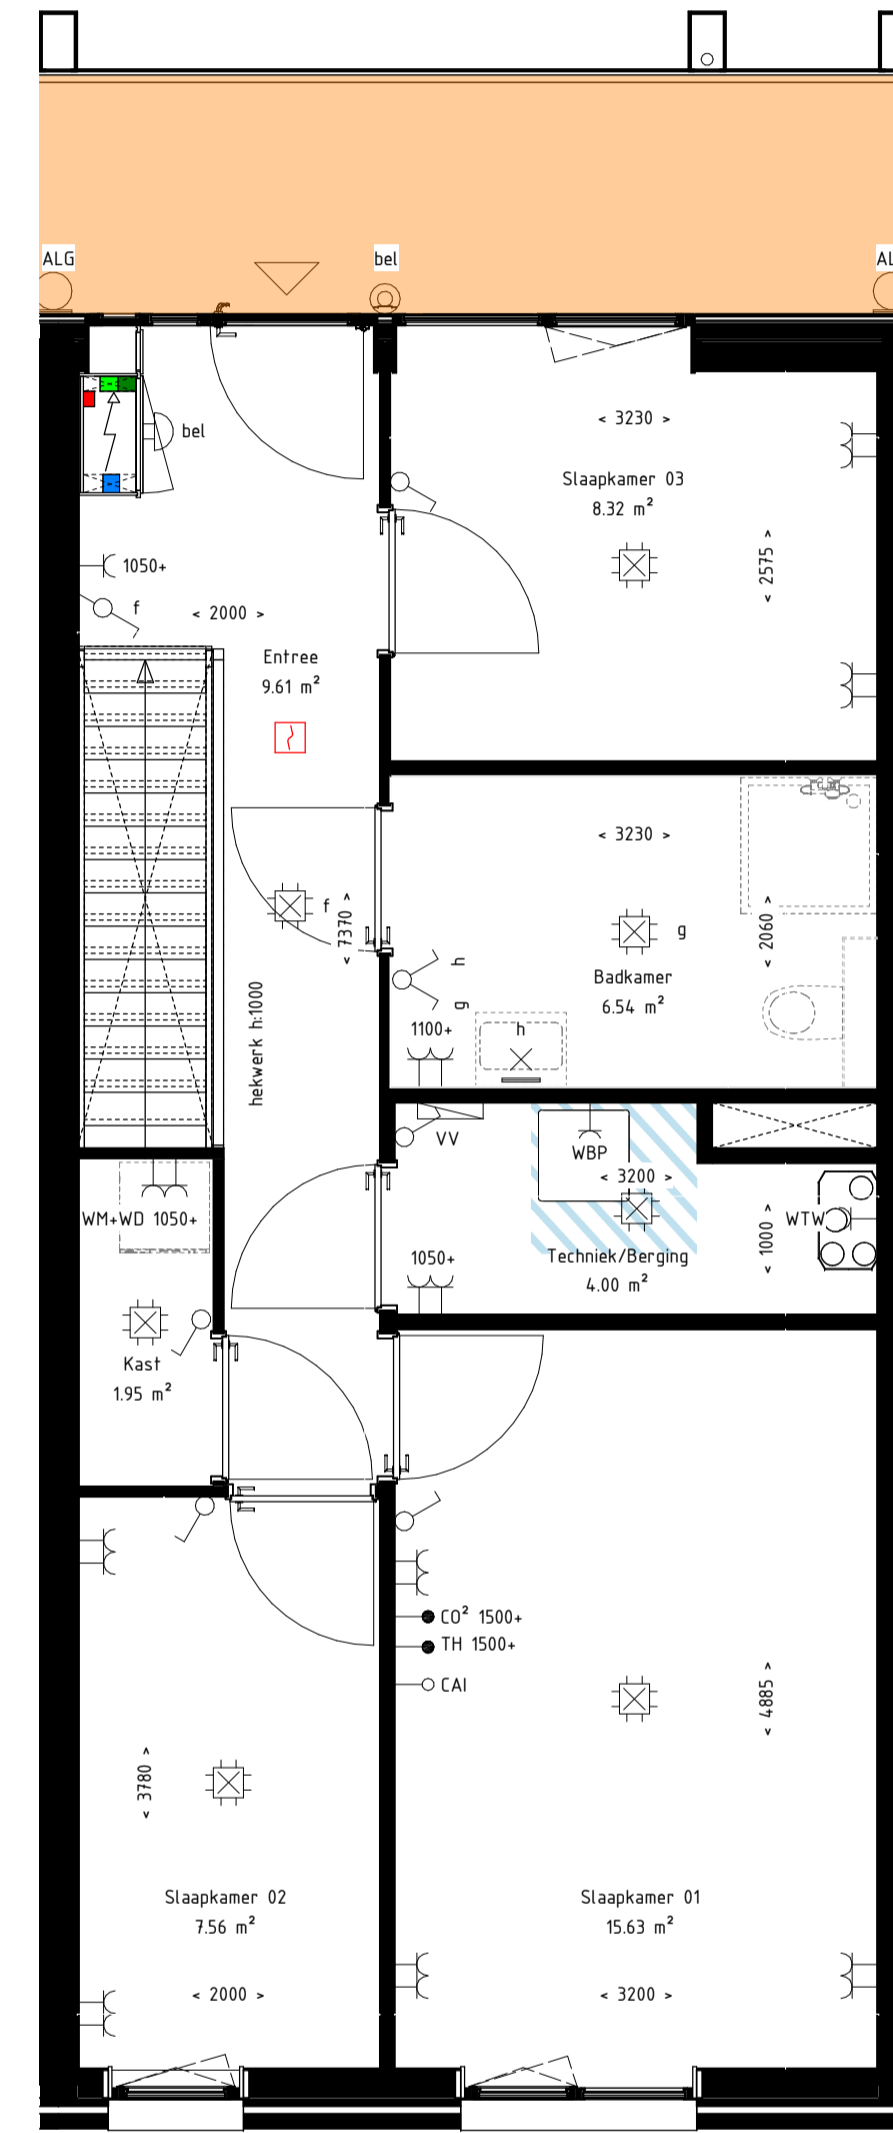 ALG
bel
AL
bel
< 3230 >
Slaapkamer 03
8.32 m²
< 2575 >
1050+
f
< 2000 >
Entree
9.61 m²
< 3230 >
f
< 7370 >
g
< 2060 >
h
Badkamer
6.54 m²
g
hekwerk h:1000
1100+
h
VV
WBP
< 3200 >
WM+WD 1050+
WTW
< 1000 >
1050+
Techniek/Berging
4.00 m²
Kast
1.95 m²
CO² 1500+
TH 1500+
CAI
< 4885 >
< 3780 >
Slaapkamer 02
7.56 m²
Slaapkamer 01
15.63 m²
< 2000 >
< 3200 >